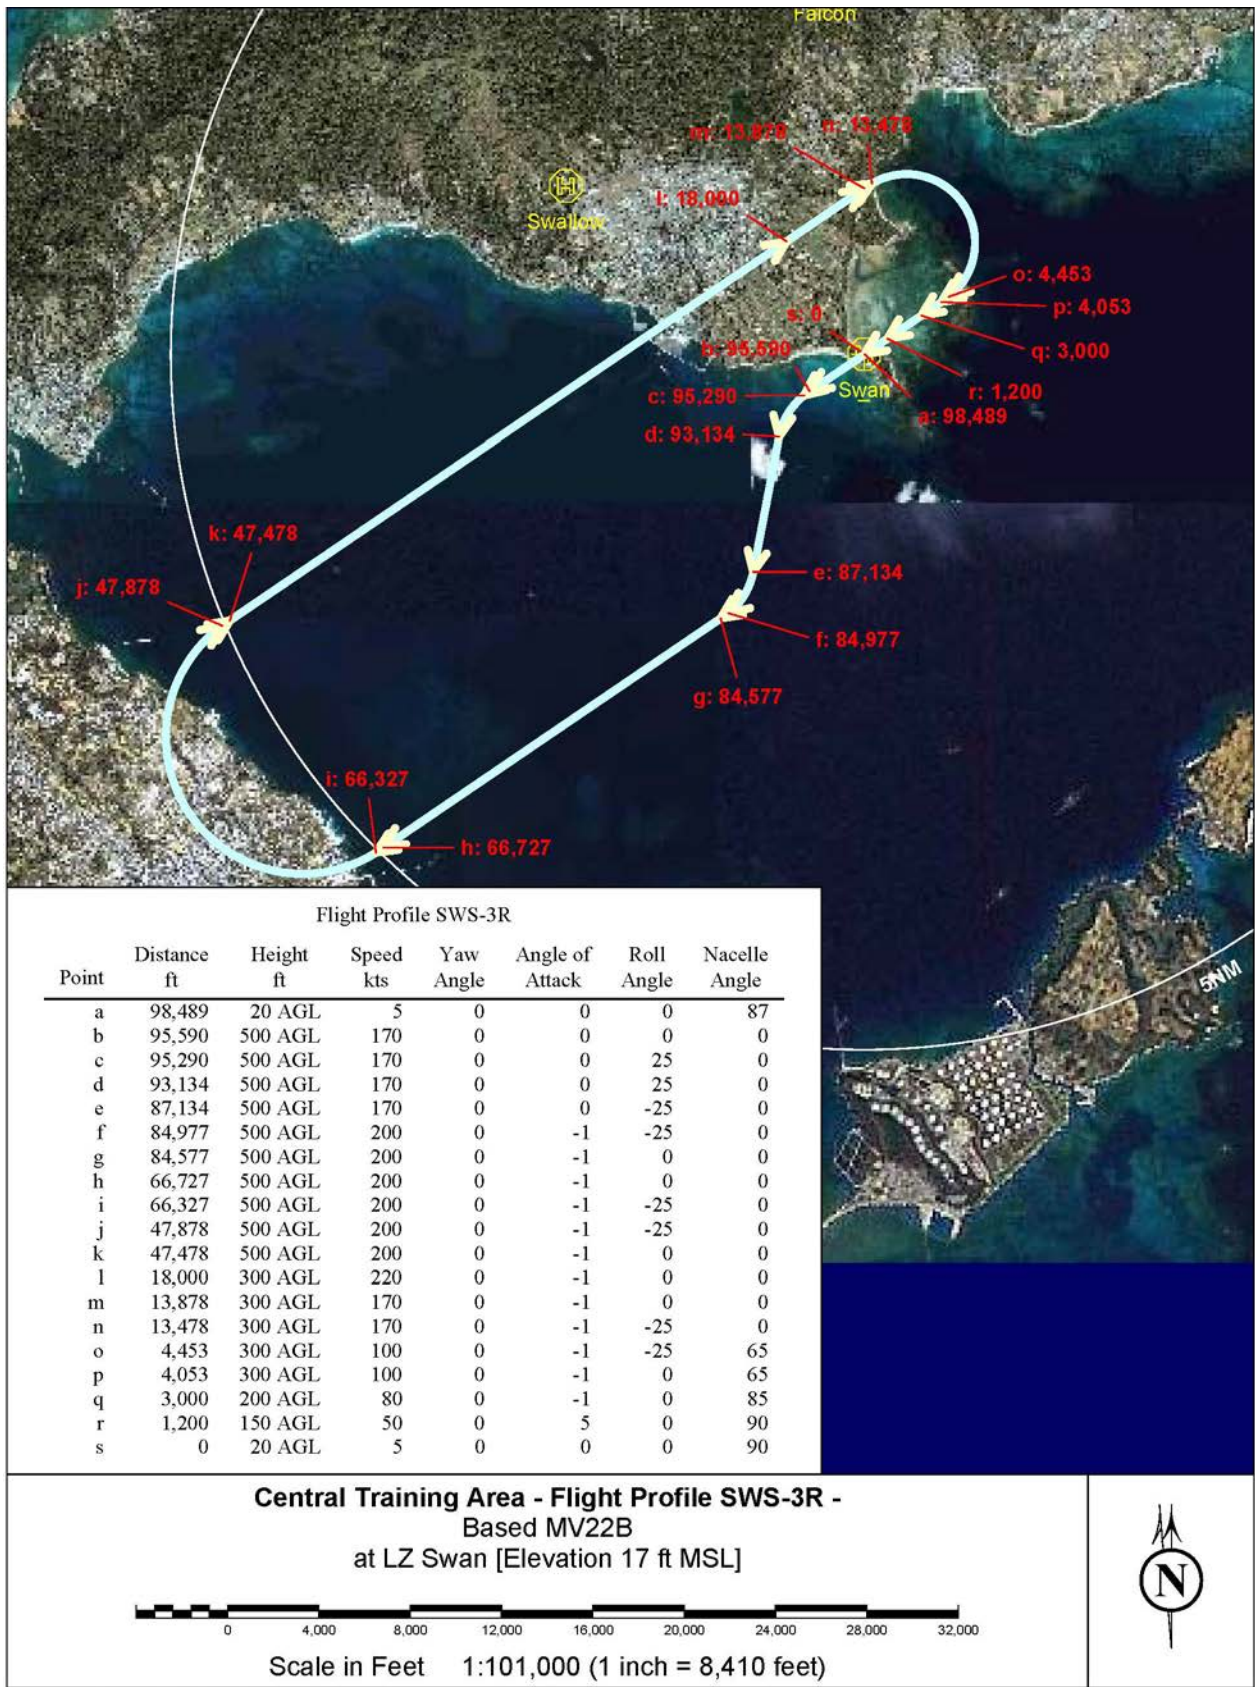 Falcon
m: 13,878
n: 13,478
Swallow
l: 18,000
o: 4,453
p: 4,053
s: 0
b: 95,590
q: 3,000
c: 95,290
Swan
r: 1,200
a: 98,489
d: 93,134
k: 47,478
e: 87,134
j: 47,878
f: 84,977
g: 84,577
i: 66,327
h: 66,727
5NM
Flight Profile SWS-3R
Distance Height Speed Yaw Angle of Roll Nacelle
Point ft ft kts Angle Attack Angle Angle
a 98,489 20 AGL 5 0 0 0 87
b 95,590 500 AGL 170 0 0 0 0
c 95,290 500 AGL 170 0 0 25 0
d 93,134 500 AGL 170 0 0 25 0
e 87,134 500 AGL 170 0 0 -25 0
f 84,977 500 AGL 200 0 -1 -25 0
g 84,577 500 AGL 200 0 -1 0 0
h 66,727 500 AGL 200 0 -1 0 0
i 66,327 500 AGL 200 0 -1 -25 0
j 47,878 500 AGL 200 0 -1 -25 0
k 47,478 500 AGL 200 0 -1 0 0
l 18,000 300 AGL 220 0 -1 0 0
m 13,878 300 AGL 170 0 -1 0 0
n 13,478 300 AGL 170 0 -1 -25 0
o 4,453 300 AGL 100 0 -1 -25 65
p 4,053 300 AGL 100 0 -1 0 65
q 3,000 200 AGL 80 0 -1 0 85
r 1,200 150 AGL 50 0 5 0 90
s 0 20 AGL 5 0 0 0 90
Central Training Area - Flight Profile SWS-3R -
Based MV22B
at LZ Swan [Elevation 17 ft MSL]
0 4,000 8,000 12,000 16,000 20,000 24,000 28,000 32,000
Scale in Feet 1:101,000 (1 inch = 8,410 feet)
N